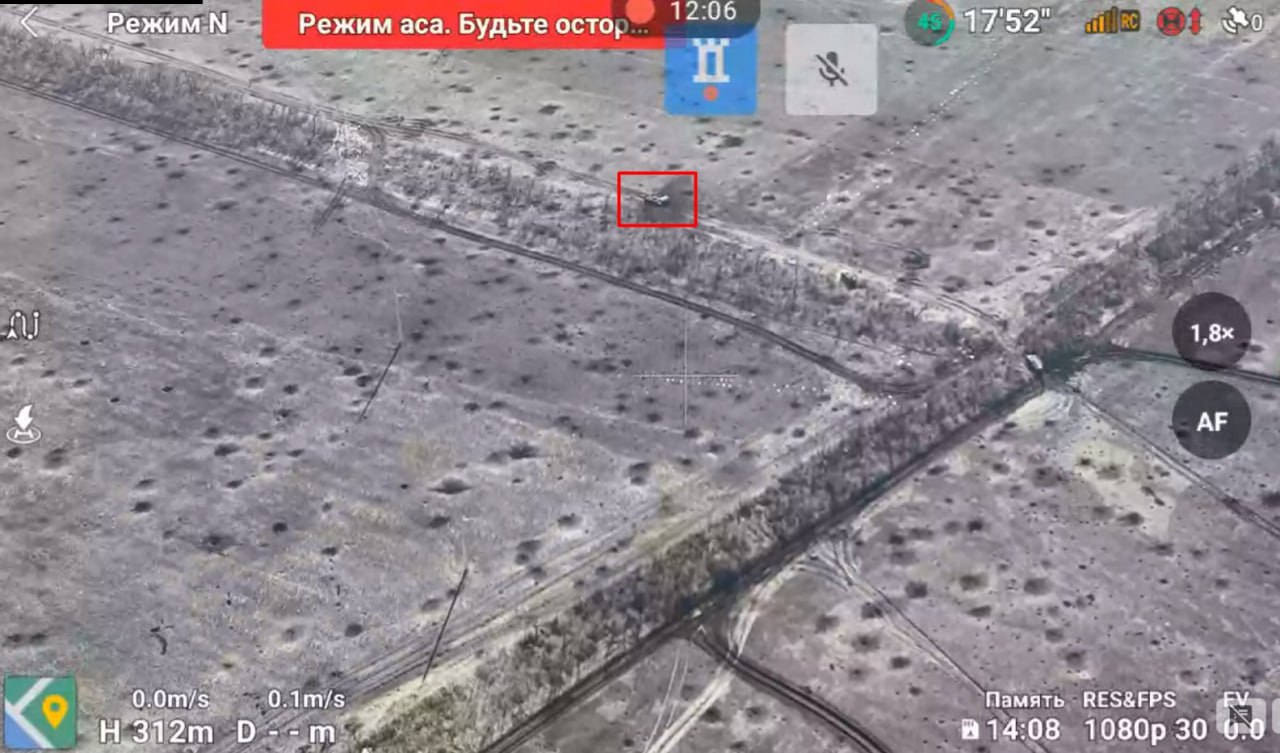 Режим N
Режим аса. Будьте остор...
12:06
45
17'52"
RC
0
1,8×
AF
0.0m/s 0.1m/s
H 312m D - - m
Память RES&FPS EV
14:08 1080p 30 0.0